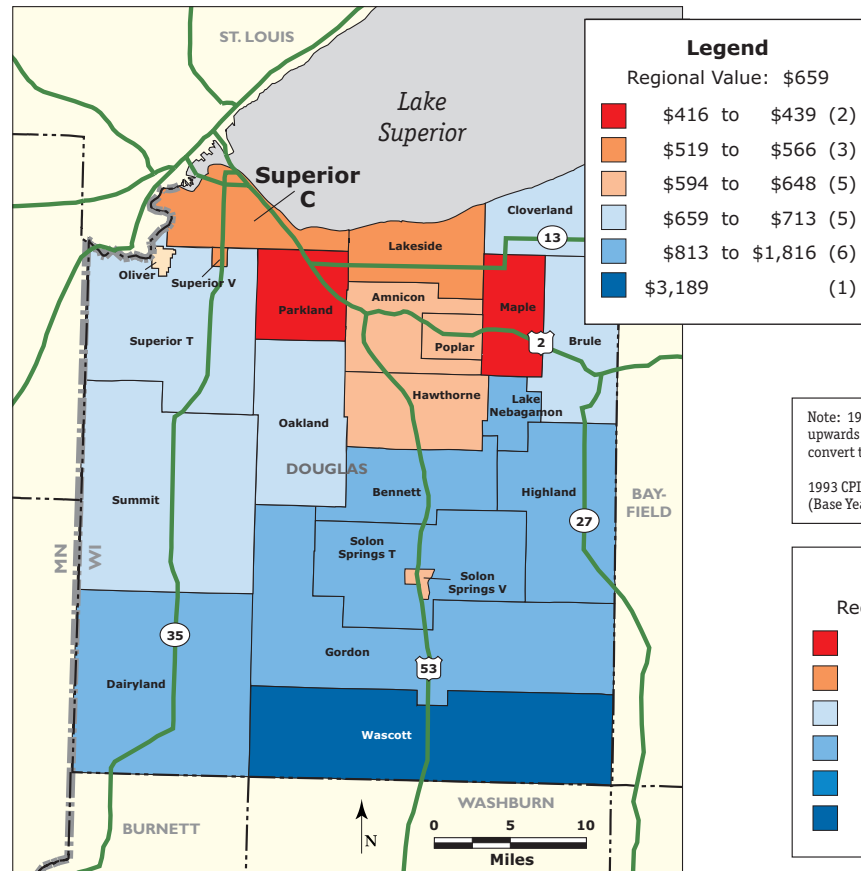 ST. LOUIS
Lake
Superior
Superior
C
Cloverland
13
Lakeside
Oliver
Superior V
Amnicon
Parkland
Maple
Superior T
Poplar
2
Brule
Hawthorne
Lake
Nebagamon
Oakland
DOUGLAS
Bennett
Highland
BAY-
FIELD
Summit
27
MN
WI
Solon
Springs T
Solon
Springs V
35
Gordon
53
Dairyland
Wascott
WASHBURN
BURNETT
N
0 5 10
Miles
Legend
Regional Value: $659
$416 to $439 (2)
$519 to $566 (3)
$594 to $648 (5)
$659 to $713 (5)
$813 to $1,816 (6)
$3,189 (1)
Note: 19
upwards
convert t
1993 CPI
(Base Yea
Re